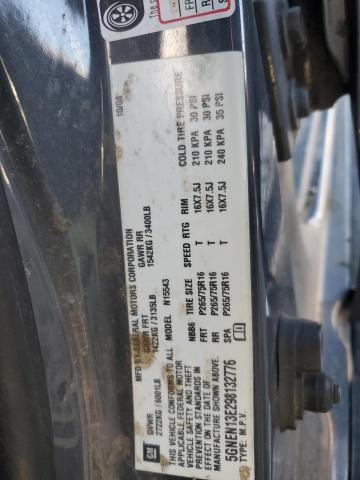 MFD BY GENERAL MOTORS CORPORATION
10/08
GVWR GAWR FRT GAWR RR
2722KG / 6001LB 1422KG / 3135LB 1542KG / 3400LB
THIS VEHICLE CONFORMS TO ALL
APPLICABLE FEDERAL MOTOR
VEHICLE SAFETY AND THEFT
PREVENTION STANDARDS IN
EFFECT ON THE DATE OF
MANUFACTURE SHOWN ABOVE.
5GNEN13E298132776
TYPE: M.P.V.
MODEL N15543
NBB6 TIRE SIZE SPEED RTG RIM COLD TIRE PRESSURE
FRT P265/75R16 T 16X7.5J 210 KPA 30 PSI
RR P265/75R16 T 16X7.5J 210 KPA 30 PSI
SPA P265/75R16 T 16X7.5J 240 KPA 35 PSI
GM